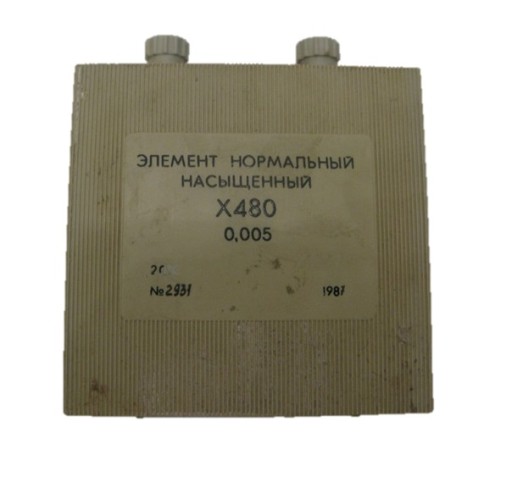 ЭЛЕМЕНТ НОРМАЛЬНЫЙ
НАСЫЩЕННЫЙ
Х480
0,005
№2931 1981